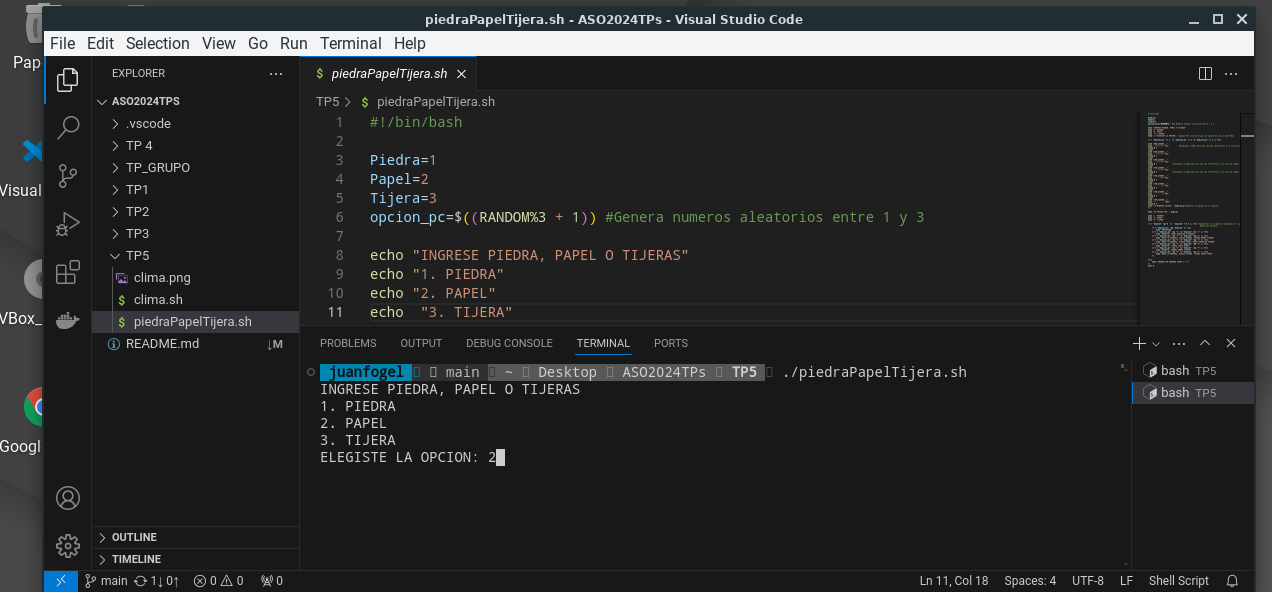 piedraPapelTijera.sh - ASO2024TPs - Visual Studio Code
File Edit Selection View Go Run Terminal Help
Pap
Visual
VBox_
Google
EXPLORER
ASO2024TPS
.vscode
TP 4
TP_GRUPO
TP1
TP2
TP3
TP5
clima.png
$ clima.sh
$ piedraPapelTijera.sh
README.md ↓M
OUTLINE
TIMELINE
$ piedraPapelTijera.sh
TP5 > $ piedraPapelTijera.sh
1 #!/bin/bash
2
3 Piedra=1
4 Papel=2
5 Tijera=3
6 opcion_pc=$((RANDOM%3 + 1)) #Genera numeros aleatorios entre 1 y 3
7
8 echo "INGRESE PIEDRA, PAPEL O TIJERAS"
9 echo "1. PIEDRA"
10 echo "2. PAPEL"
11 echo  "3. TIJERA"
PROBLEMS OUTPUT DEBUG CONSOLE TERMINAL PORTS
juanfogel main ~ Desktop ASO2024TPs TP5 ./piedraPapelTijera.sh
INGRESE PIEDRA, PAPEL O TIJERAS
1. PIEDRA
2. PAPEL
3. TIJERA
ELEGISTE LA OPCION: 2
bash TP5
bash TP5
main 1↓ 0↑ 0 0 0 Ln 11, Col 18 Spaces: 4 UTF-8 LF Shell Script